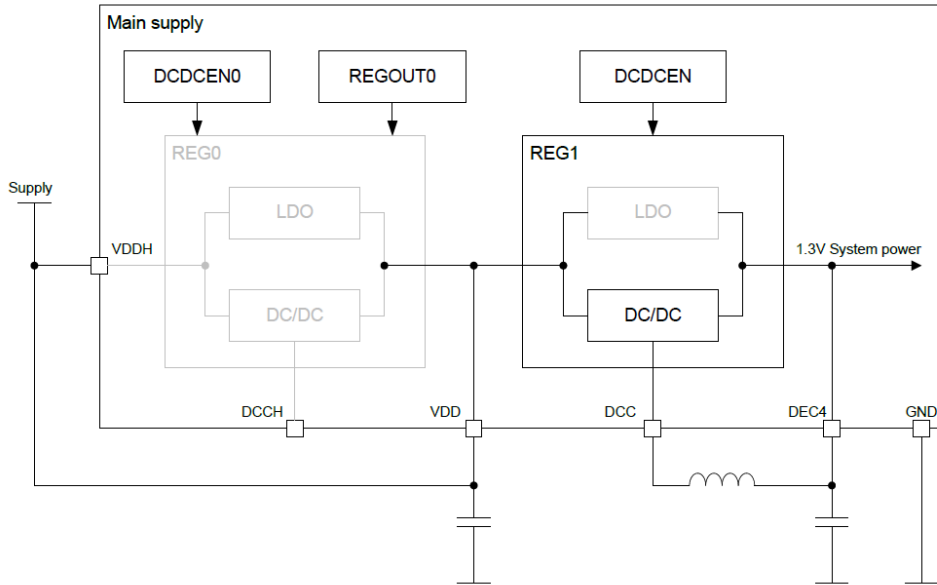 Main supply
DCDCEN0
REGOUT0
DCDCEN
REG0
REG1
Supply
LDO
LDO
VDDH
1.3V System power
DC/DC
DC/DC
DCCH
VDD
DCC
DEC4
GND